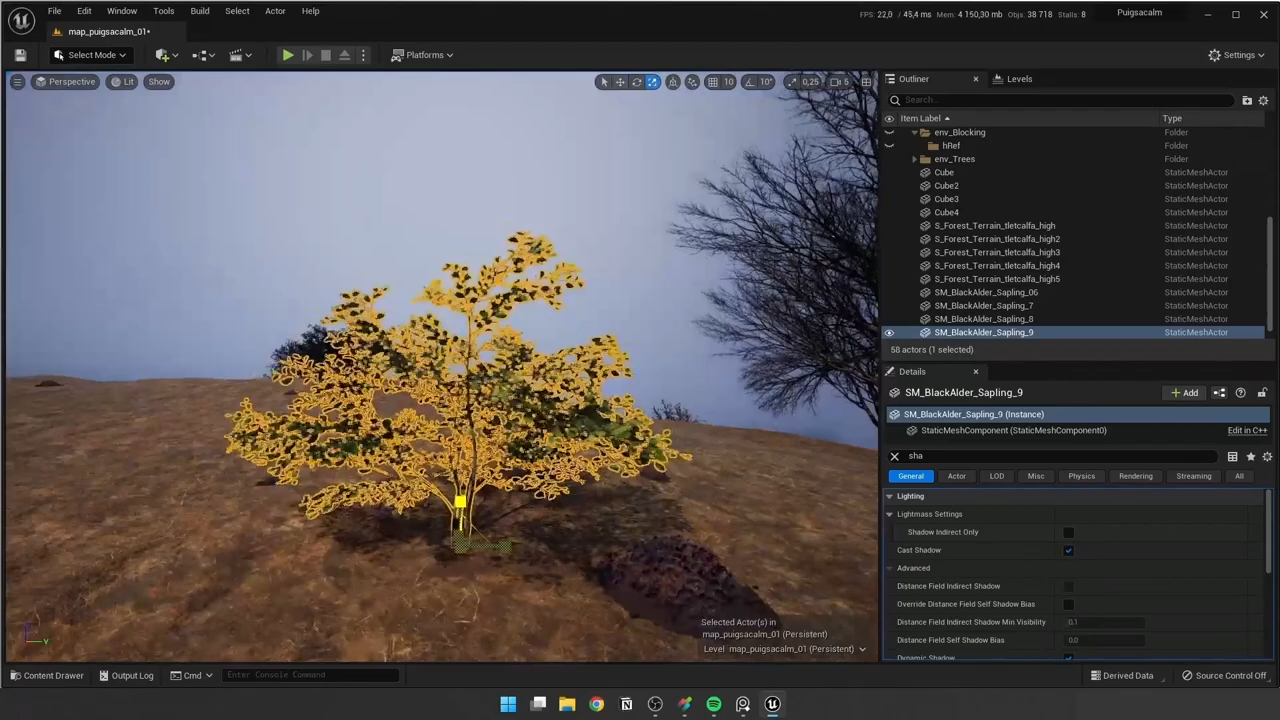 File Edit Window Tools Build Select Actor Help
FPS: 22,0 / 45,4 ms Mem: 4 150,30 mb Objs: 38 718 Stalls: 8
Puigsacalm
map_puigsacalm_01•
Select Mode
Platforms
Settings
Perspective Lit Show
10 10° 0,25 5
Outliner
Levels
Search...
Item Label Type
env_Blocking Folder
hRef Folder
env_Trees Folder
Cube StaticMeshActor
Cube2 StaticMeshActor
Cube3 StaticMeshActor
Cube4 StaticMeshActor
S_Forest_Terrain_tletcalfa_high StaticMeshActor
S_Forest_Terrain_tletcalfa_high2 StaticMeshActor
S_Forest_Terrain_tletcalfa_high3 StaticMeshActor
S_Forest_Terrain_tletcalfa_high4 StaticMeshActor
S_Forest_Terrain_tletcalfa_high5 StaticMeshActor
SM_BlackAlder_Sapling_06 StaticMeshActor
SM_BlackAlder_Sapling_7 StaticMeshActor
SM_BlackAlder_Sapling_8 StaticMeshActor
SM_BlackAlder_Sapling_9 StaticMeshActor
58 actors (1 selected)
Details
SM_BlackAlder_Sapling_9
+ Add
SM_BlackAlder_Sapling_9 (Instance)
StaticMeshComponent (StaticMeshComponent0) Edit in C++
sha
General Actor LOD Misc Physics Rendering Streaming All
Lighting
Lightmass Settings
Shadow Indirect Only
Cast Shadow
Advanced
Distance Field Indirect Shadow
Override Distance Field Self Shadow Bias
Distance Field Indirect Shadow Min Visibility 0,1
Distance Field Self Shadow Bias 0,0
Dynamic Shadow
Selected Actor(s) in
map_puigsacalm_01 (Persistent)
Level map_puigsacalm_01 (Persistent)
Y
Content Drawer Output Log Cmd Enter Console Command
Derived Data Source Control Off